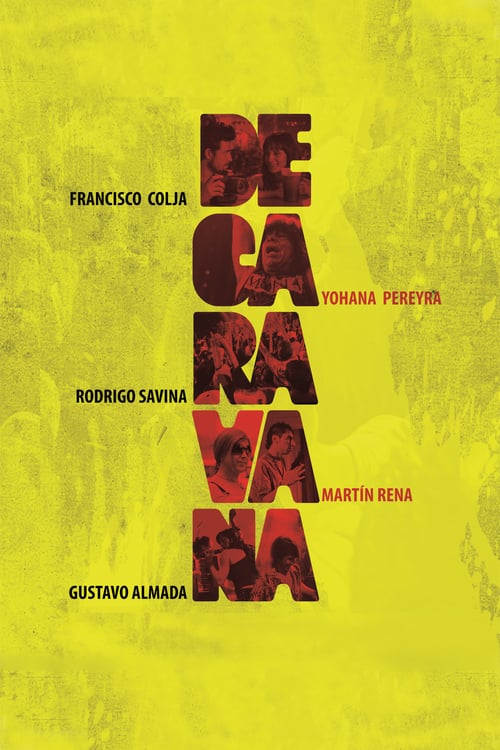 DE
FRANCISCO COLJA
CA
YOHANA PEREYRA
RA
RODRIGO SAVINA
VA
MARTÍN RENA
NA
GUSTAVO ALMADA